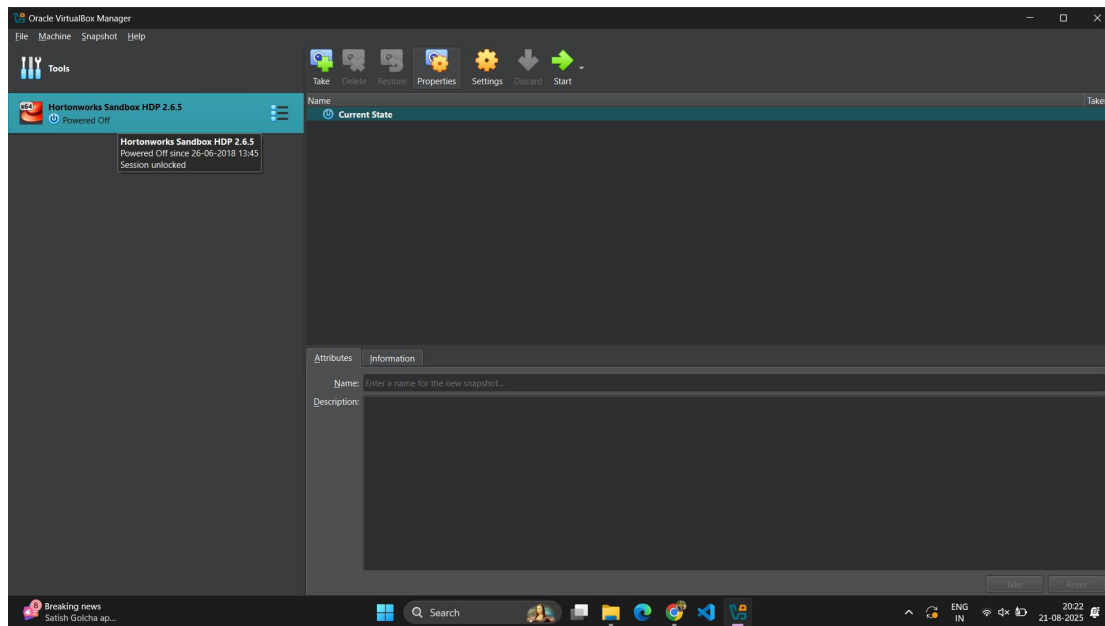 Oracle VirtualBox Manager
File Machine Snapshot Help
Tools
Take Delete Restore Properties Settings Discard Start
x64
Hortonworks Sandbox HDP 2.6.5
Powered Off
Name Taken
Current State
Hortonworks Sandbox HDP 2.6.5
Powered Off since 26-06-2018 13:45
Session unlocked
Attributes Information
Name: Enter a name for the new snapshot...
Description:
Take Reset
8
Breaking news
Satish Golcha ap...
Search
ENG
IN
20:22
21-08-2025